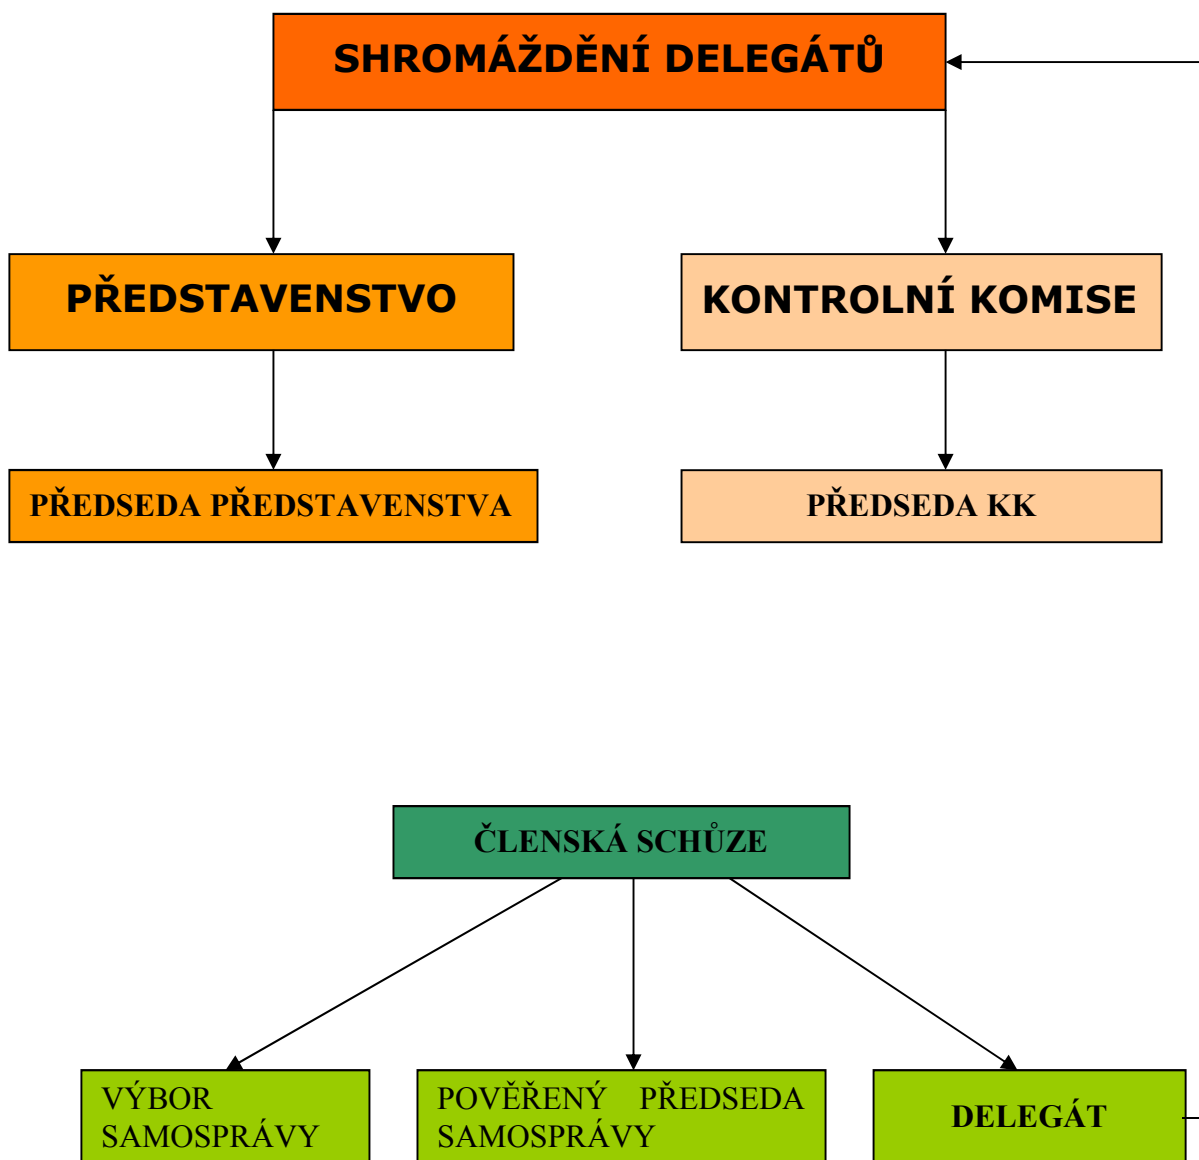 SHROMÁŽDĚNÍ DELEGÁTŮ
PŘEDSTAVENSTVO
KONTROLNÍ KOMISE
PŘEDSEDA PŘEDSTAVENSTVA
PŘEDSEDA KK
ČLENSKÁ SCHŮZE
VÝBOR
SAMOSPRÁVY
POVĚŘENÝ PŘEDSEDA
SAMOSPRÁVY
DELEGÁT